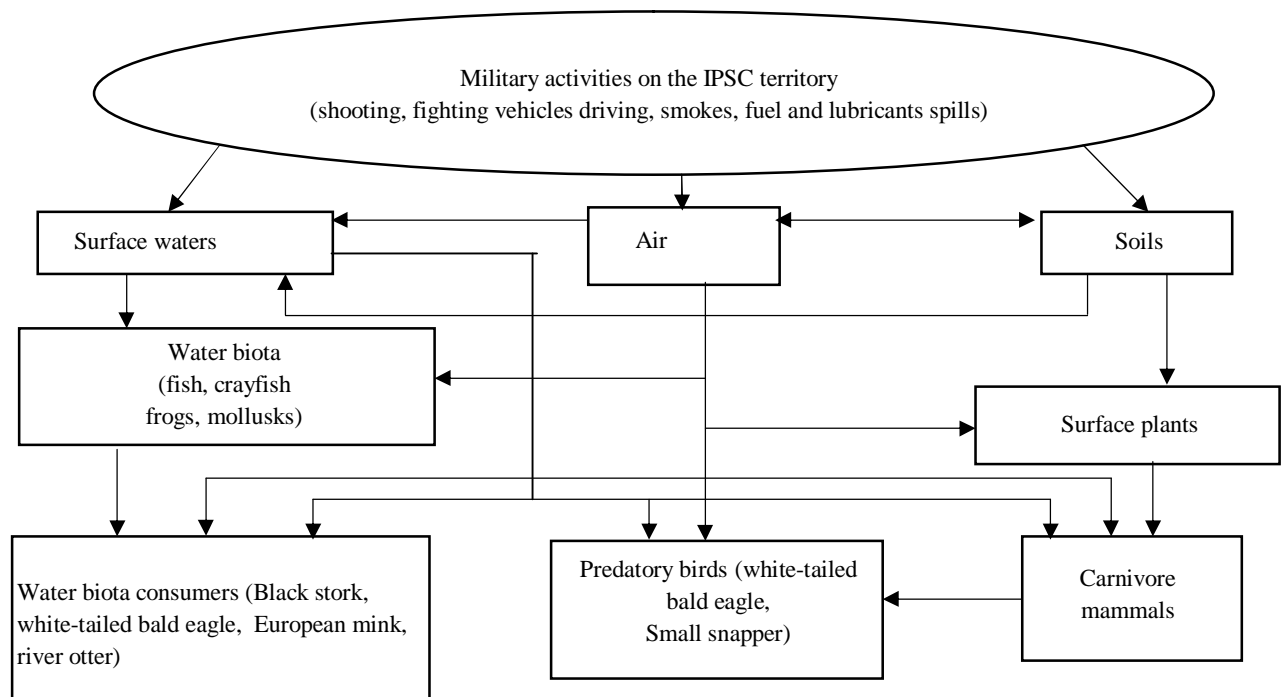 Military activities on the IPSC territory
(shooting, fighting vehicles driving, smokes, fuel and lubricants spills)
Surface waters
Air
Soils
Water biota
(fish, crayfish
frogs, mollusks)
Surface plants
Water biota consumers (Black stork,
white-tailed bald eagle, European mink,
river otter)
Predatory birds (white-tailed
bald eagle,
Small snapper)
Carnivore
mammals